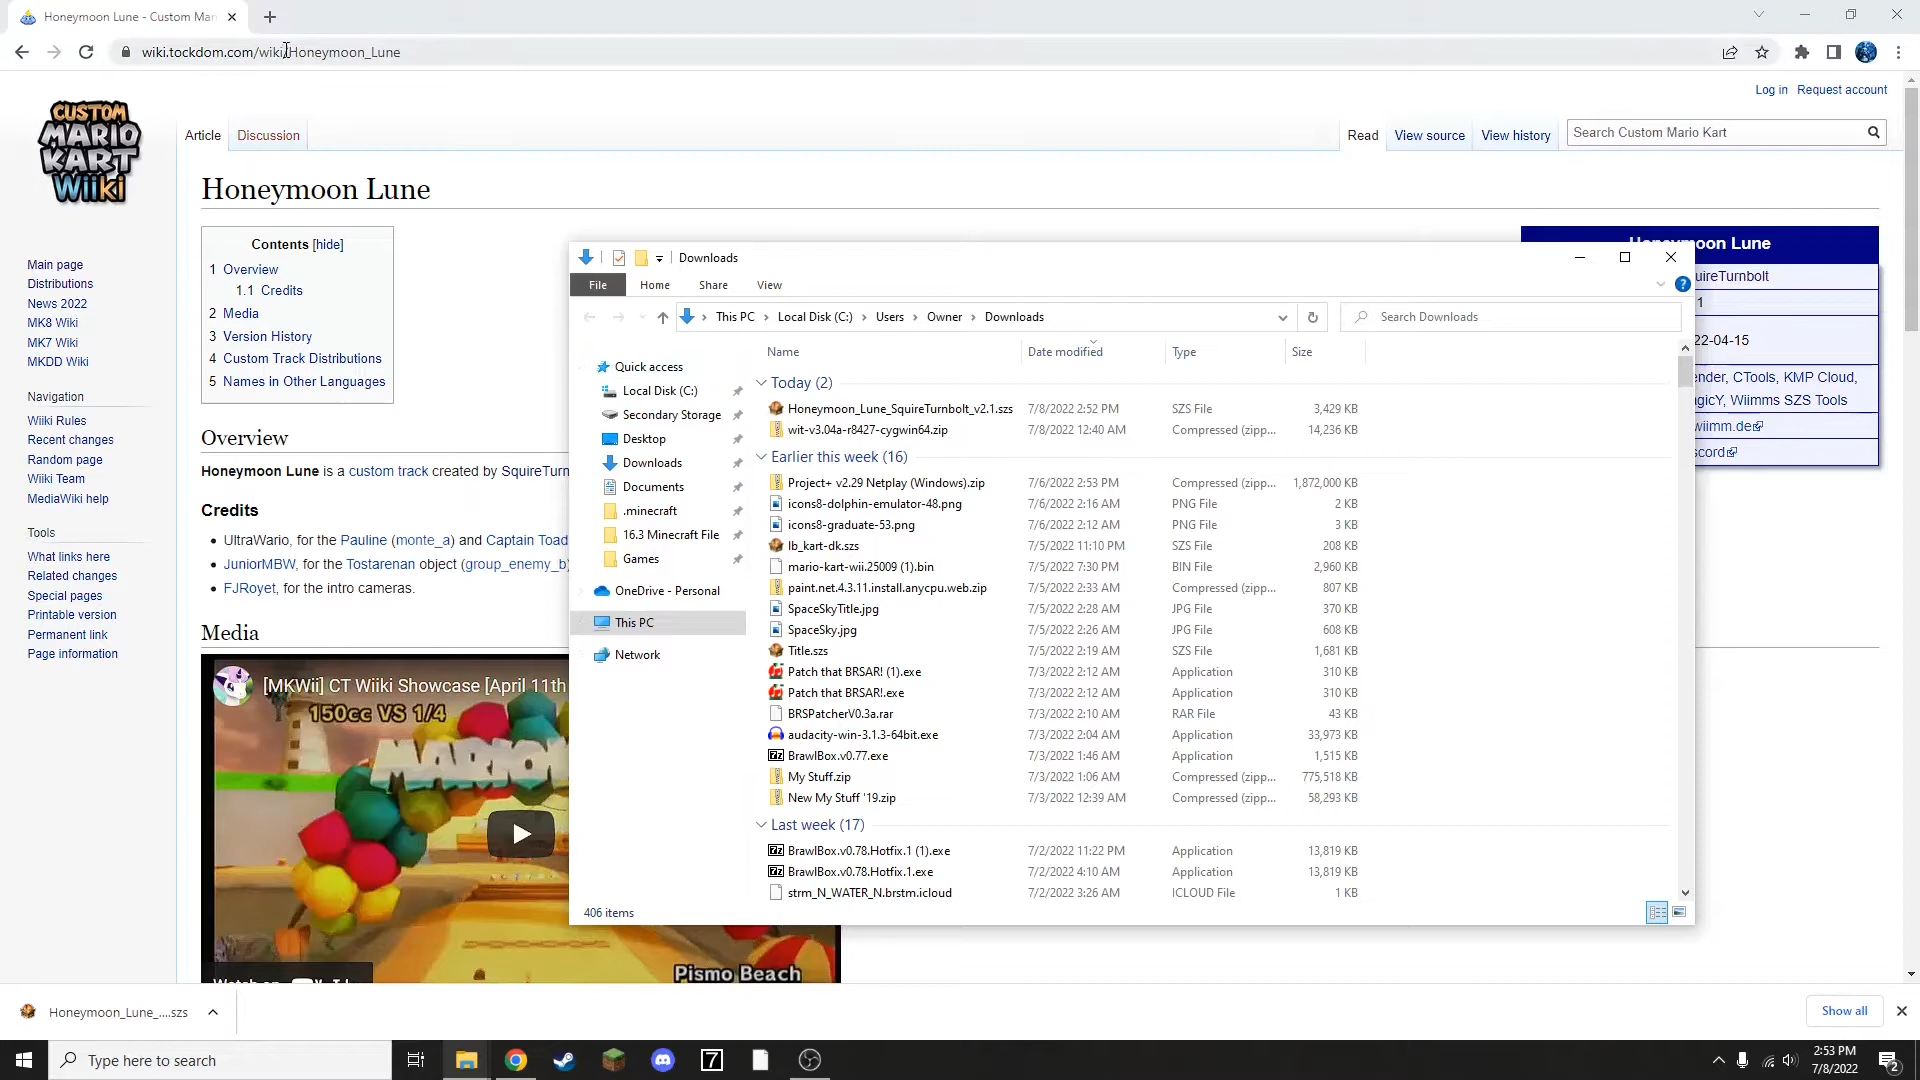 Honeymoon Lune - Custom Mar
wiki.tockdom.com/wiki/Honeymoon_Lune
Log in Request account
CUSTOM
MARIO
KART
Wiiki
Article Discussion Read View source View history Search Custom Mario Kart
Honeymoon Lune
Main page
Distributions
News 2022
MK8 Wiki
MK7 Wiki
MKDD Wiki
Navigation
Wiiki Rules
Recent changes
Random page
Wiiki Team
MediaWiki help
Tools
What links here
Related changes
Special pages
Printable version
Permanent link
Page information
Contents [hide]
1 Overview
1.1 Credits
2 Media
3 Version History
4 Custom Track Distributions
5 Names in Other Languages
Overview
Honeymoon Lune is a custom track created by SquireTurn
Credits
UltraWario, for the Pauline (monte_a) and Captain Toad
JuniorMBW, for the Tostarenan object (group_enemy_b)
FJRoyet, for the intro cameras.
Media
[MKWii] CT Wiiki Showcase [April 11th
150cc VS 1/4
Pismo Beach
oon Lune
uireTurnbolt
1
22-04-15
ender, CTools, KMP Cloud,
agicY, Wiimms SZS Tools
wiimm.de
scord
Downloads
File Home Share View
This PC › Local Disk (C:) › Users › Owner › Downloads
Search Downloads
Quick access
Local Disk (C:)
Secondary Storage
Desktop
Downloads
Documents
.minecraft
16.3 Minecraft File
Games
OneDrive - Personal
This PC
Network
Name Date modified Type Size
Today (2)
Honeymoon_Lune_SquireTurnbolt_v2.1.szs 7/8/2022 2:52 PM SZS File 3,429 KB
wit-v3.04a-r8427-cygwin64.zip 7/8/2022 12:40 AM Compressed (zipp... 14,236 KB
Earlier this week (16)
Project+ v2.29 Netplay (Windows).zip 7/6/2022 2:53 PM Compressed (zipp... 1,872,000 KB
icons8-dolphin-emulator-48.png 7/6/2022 2:16 AM PNG File 2 KB
icons8-graduate-53.png 7/6/2022 2:12 AM PNG File 3 KB
lb_kart-dk.szs 7/5/2022 11:10 PM SZS File 208 KB
mario-kart-wii.25009 (1).bin 7/5/2022 7:30 PM BIN File 2,960 KB
paint.net.4.3.11.install.anycpu.web.zip 7/5/2022 2:33 AM Compressed (zipp... 807 KB
SpaceSkyTitle.jpg 7/5/2022 2:28 AM JPG File 370 KB
SpaceSky.jpg 7/5/2022 2:26 AM JPG File 608 KB
Title.szs 7/5/2022 2:19 AM SZS File 1,681 KB
Patch that BRSAR! (1).exe 7/3/2022 2:12 AM Application 310 KB
Patch that BRSAR!.exe 7/3/2022 2:12 AM Application 310 KB
BRSPatcherV0.3a.rar 7/3/2022 2:10 AM RAR File 43 KB
audacity-win-3.1.3-64bit.exe 7/3/2022 2:04 AM Application 33,973 KB
BrawlBox.v0.77.exe 7/3/2022 1:46 AM Application 1,515 KB
My Stuff.zip 7/3/2022 1:06 AM Compressed (zipp... 775,518 KB
New My Stuff '19.zip 7/3/2022 12:39 AM Compressed (zipp... 58,293 KB
Last week (17)
BrawlBox.v0.78.Hotfix.1 (1).exe 7/2/2022 11:22 PM Application 13,819 KB
BrawlBox.v0.78.Hotfix.1.exe 7/2/2022 4:10 AM Application 13,819 KB
strm_N_WATER_N.brstm.icloud 7/2/2022 3:26 AM ICLOUD File 1 KB
406 items
Honeymoon_Lune_....szs
Show all
Type here to search
7
2:53 PM
7/8/2022
2